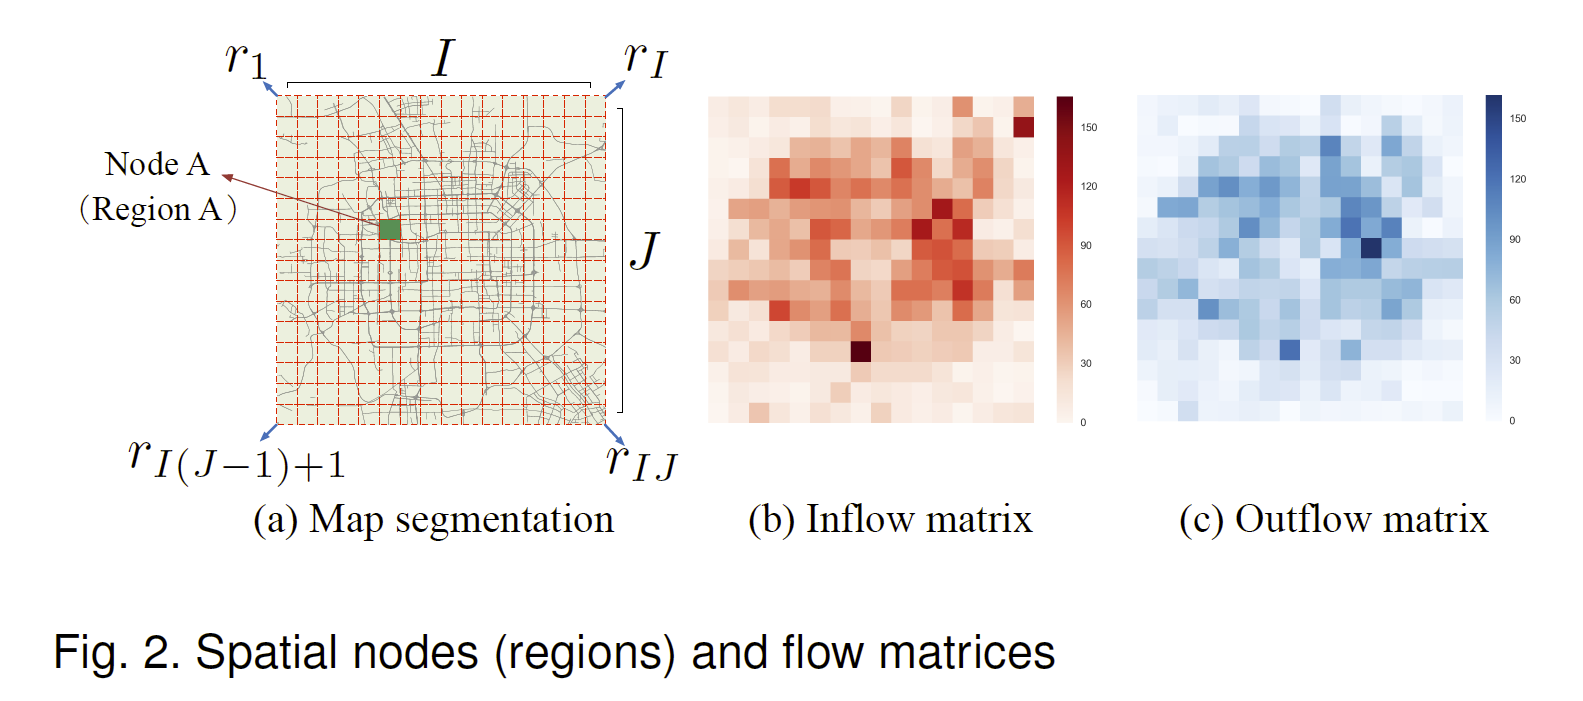 r_1
I
r_I
Node A
（Region A）
J
r_{I(J-1)+1}
r_{IJ}
150
120
90
60
30
0
150
120
90
60
30
0
(a) Map segmentation
(b) Inflow matrix
(c) Outflow matrix
Fig. 2. Spatial nodes (regions) and flow matrices